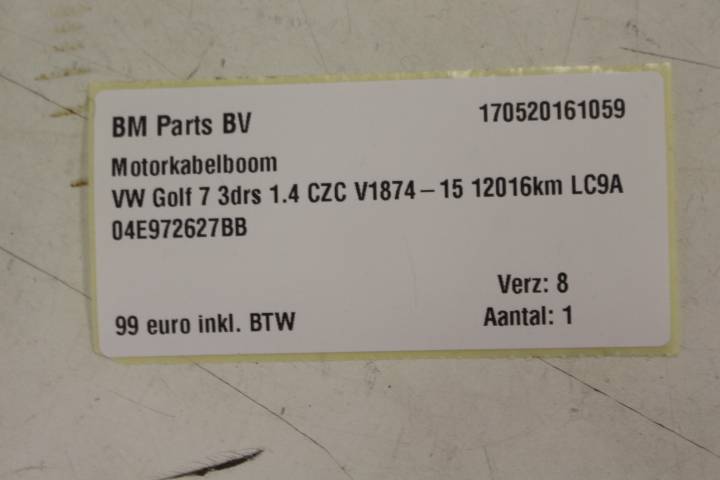 BM Parts BV 170520161059
Motorkabelboom
VW Golf 7 3drs 1.4 CZC V1874-15 12016km LC9A
04E972627BB
Verz: 8
99 euro inkl. BTW Aantal: 1